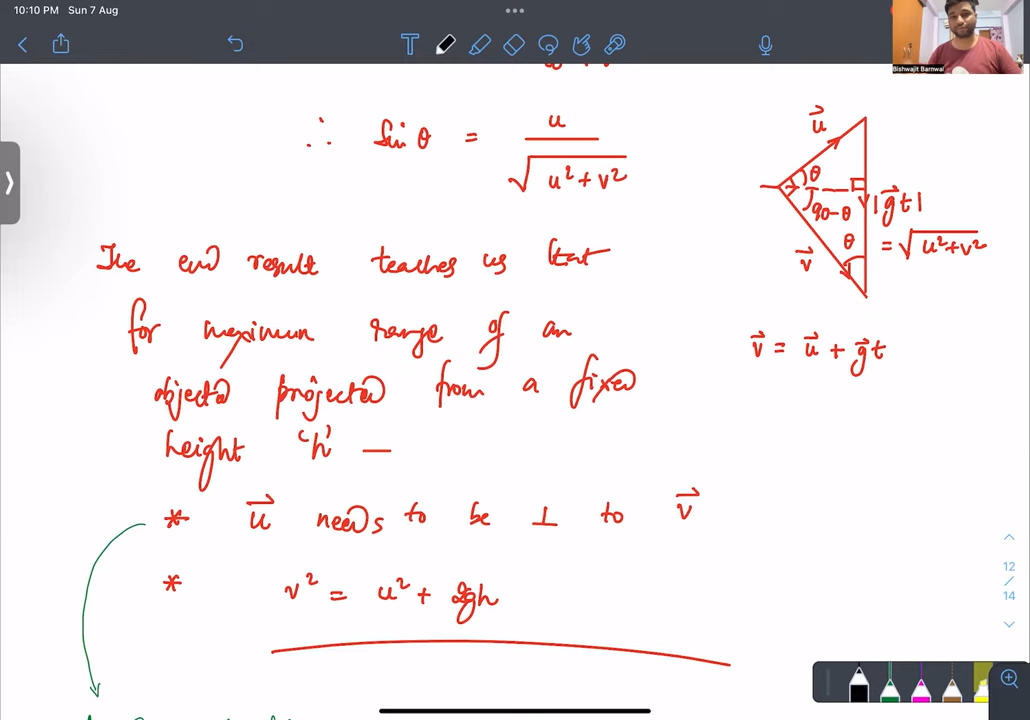 10:10 PM Sun 7 Aug
Bishwajit Barnwal
∴ Sin θ = u / √(u² + v²)
u⃗
θ
90-θ
θ
v⃗
|g⃗t|
= √(u² + v²)
The end result teaches us that
for maximum range of an
v⃗ = u⃗ + g⃗t
objected projected from a fixed
height 'h' —
* u⃗ needs to be ⊥ to v⃗
* v² = u² + 2gh
12
/
14